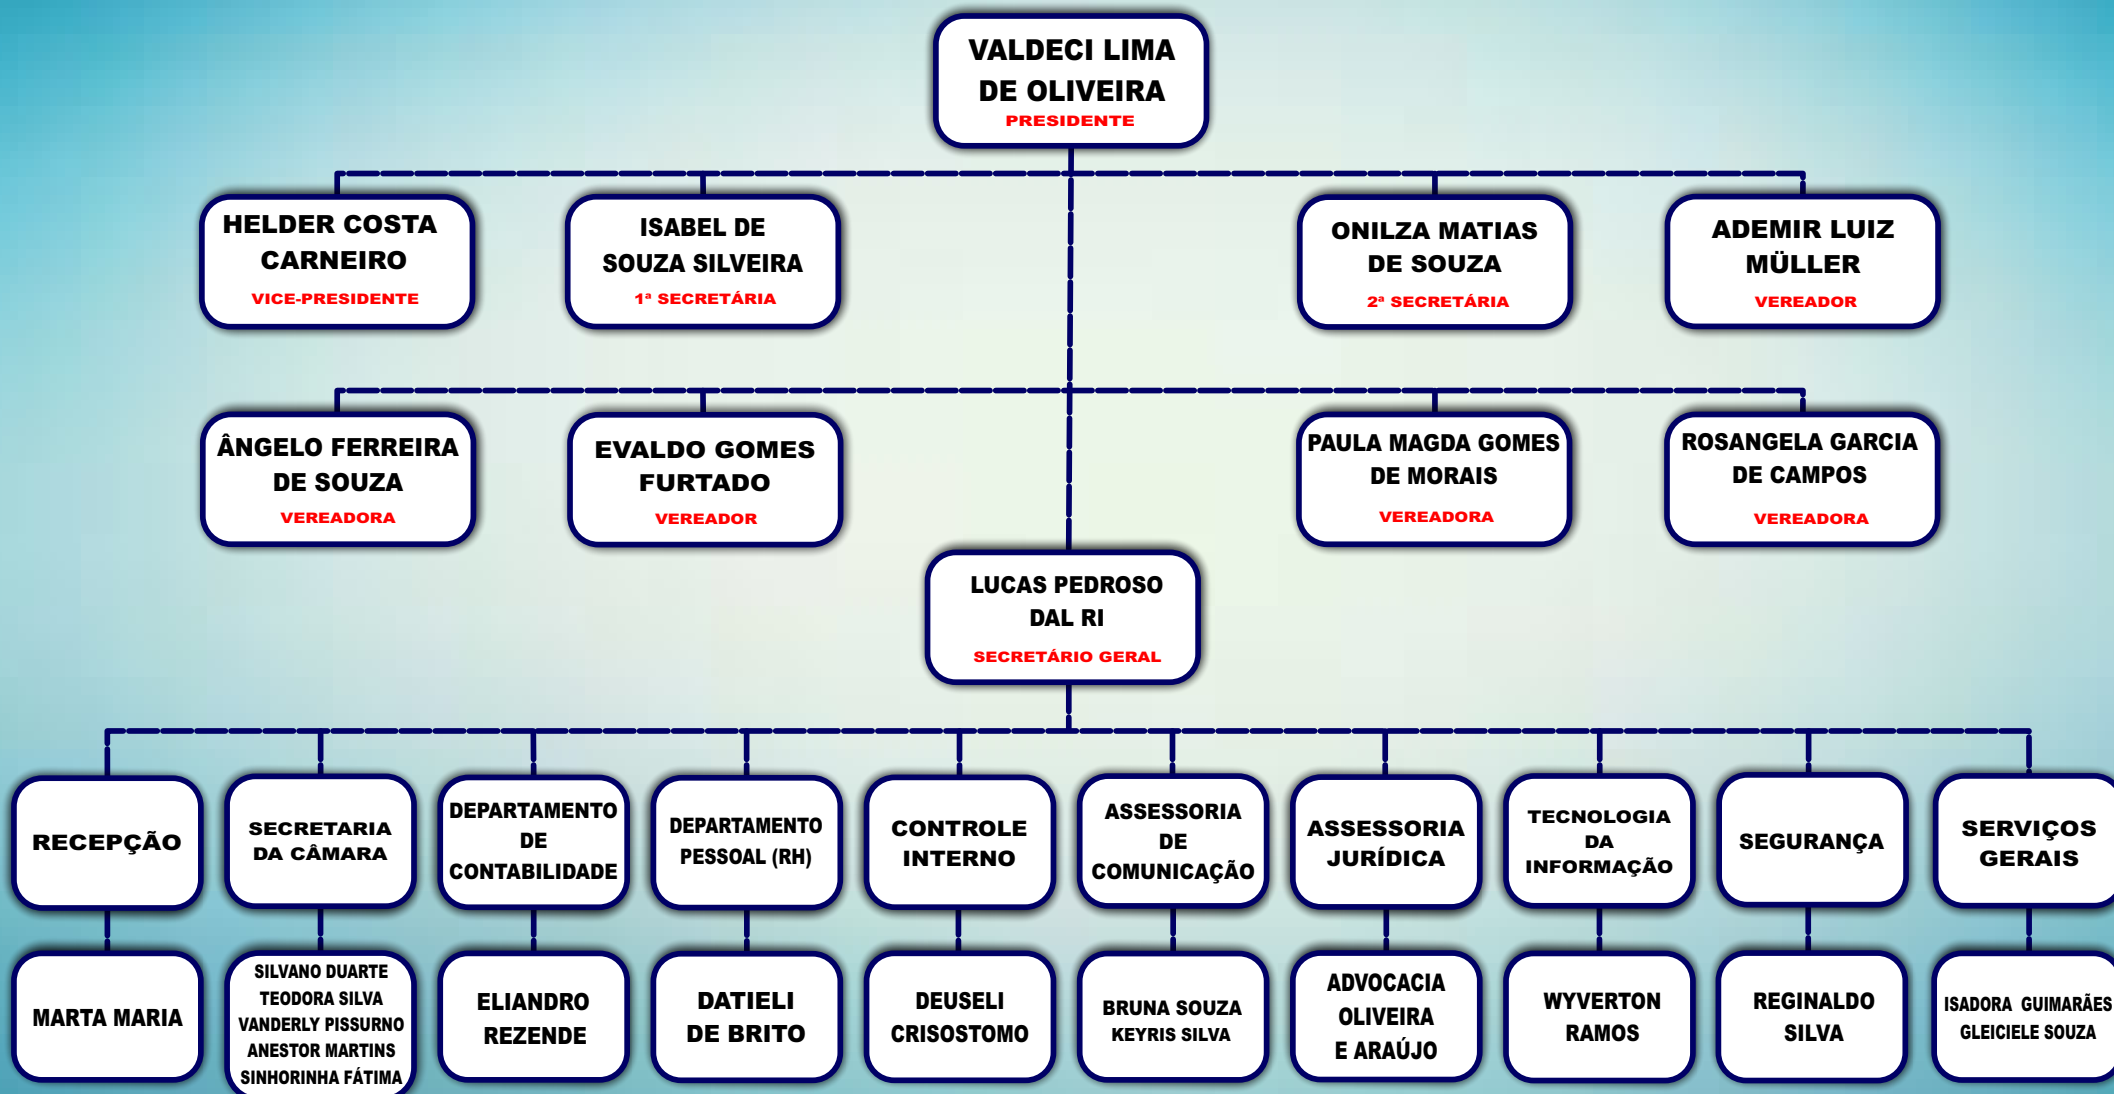 VALDECI LIMA
DE OLIVEIRA
PRESIDENTE
HELDER COSTA
CARNEIRO
VICE-PRESIDENTE
ISABEL DE
SOUZA SILVEIRA
1ª SECRETÁRIA
ONILZA MATIAS
DE SOUZA
2ª SECRETÁRIA
ADEMIR LUIZ
MÜLLER
VEREADOR
ÂNGELO FERREIRA
DE SOUZA
VEREADORA
EVALDO GOMES
FURTADO
VEREADOR
PAULA MAGDA GOMES
DE MORAIS
VEREADORA
ROSANGELA GARCIA
DE CAMPOS
VEREADORA
LUCAS PEDROSO
DAL RI
SECRETÁRIO GERAL
RECEPÇÃO
SECRETARIA
DA CÂMARA
DEPARTAMENTO
DE
CONTABILIDADE
DEPARTAMENTO
PESSOAL (RH)
CONTROLE
INTERNO
ASSESSORIA
DE
COMUNICAÇÃO
ASSESSORIA
JURÍDICA
TECNOLOGIA
DA
INFORMAÇÃO
SEGURANÇA
SERVIÇOS
GERAIS
MARTA MARIA
SILVANO DUARTE
TEODORA SILVA
VANDERLY PISSURNO
ANESTOR MARTINS
SINHORINHA FÁTIMA
ELIANDRO
REZENDE
DATIELI
DE BRITO
DEUSELI
CRISOSTOMO
BRUNA SOUZA
KEYRIS SILVA
ADVOCACIA
OLIVEIRA
E ARAÚJO
WYVERTON
RAMOS
REGINALDO
SILVA
ISADORA GUIMARÃES
GLEICIELE SOUZA